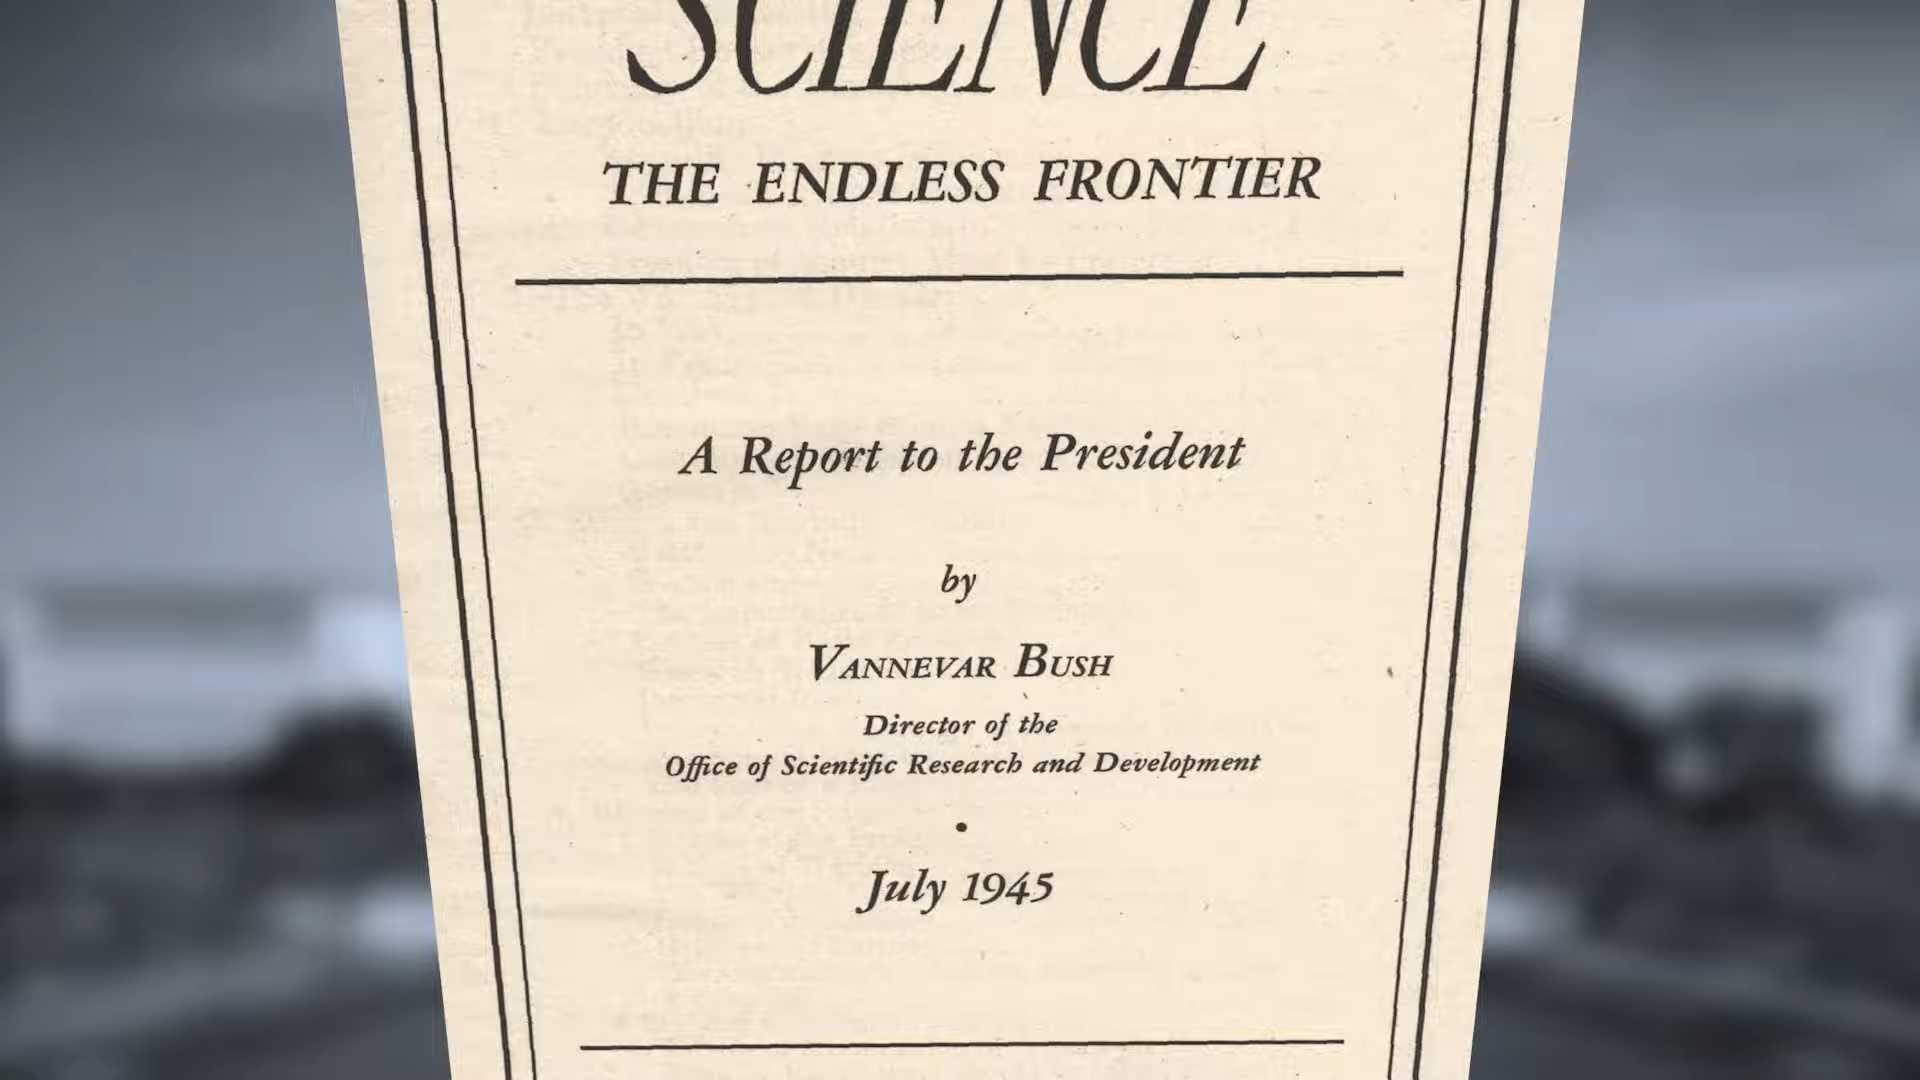 SCIENCE
THE ENDLESS FRONTIER
A Report to the President
by
VANNEVAR BUSH
Director of the
Office of Scientific Research and Development
•
July 1945